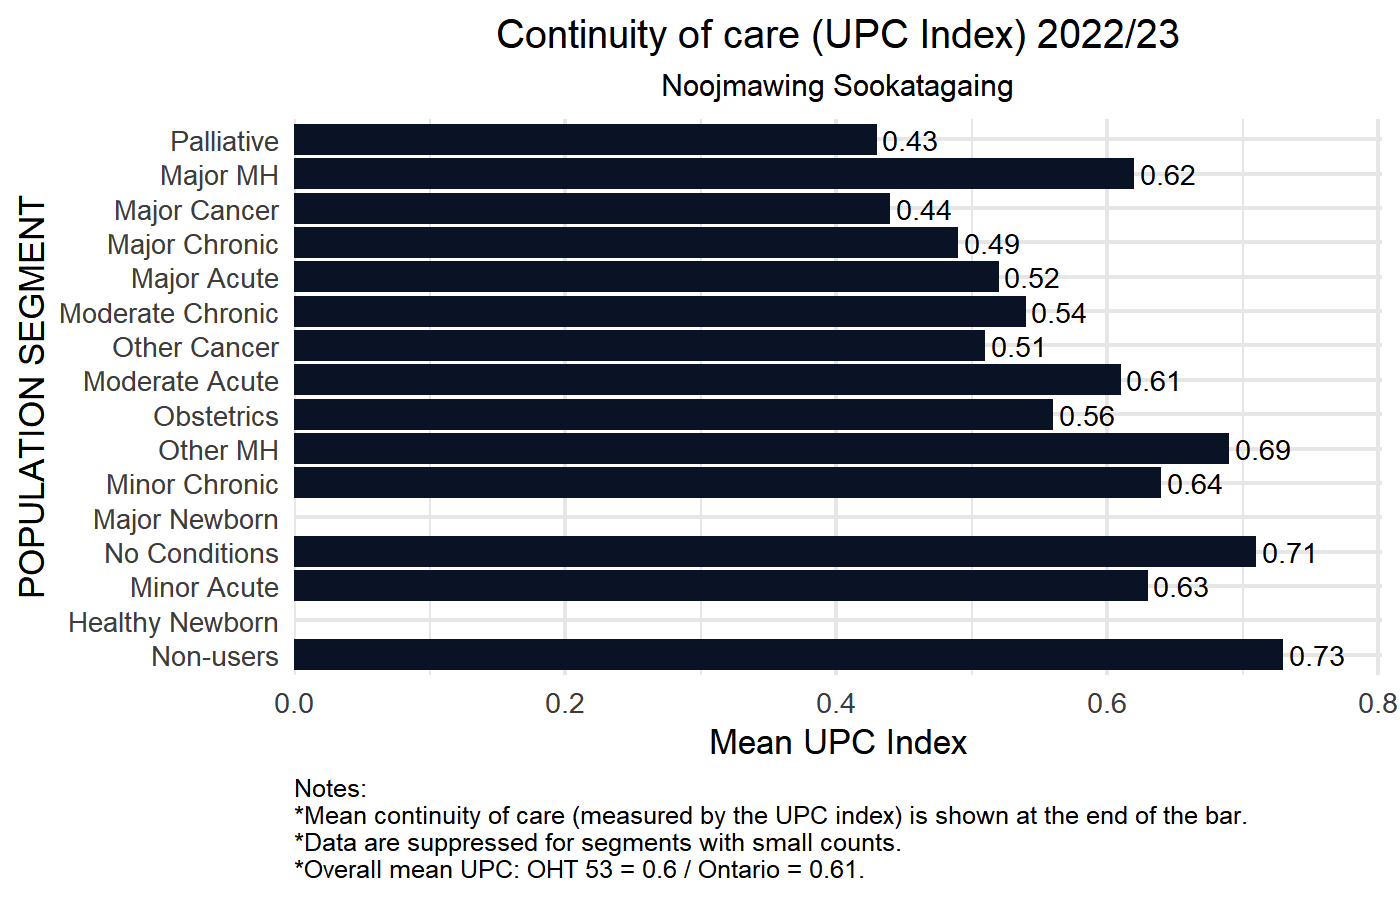 Continuity of care (UPC Index) 2022/23
Noojmawing Sookatagaing
POPULATION SEGMENT
Palliative 0.43
Major MH 0.62
Major Cancer 0.44
Major Chronic 0.49
Major Acute 0.52
Moderate Chronic 0.54
Other Cancer 0.51
Moderate Acute 0.61
Obstetrics 0.56
Other MH 0.69
Minor Chronic 0.64
Major Newborn
No Conditions 0.71
Minor Acute 0.63
Healthy Newborn
Non-users 0.73
0.0 0.2 0.4 0.6 0.8
Mean UPC Index
Notes:
*Mean continuity of care (measured by the UPC index) is shown at the end of the bar.
*Data are suppressed for segments with small counts.
*Overall mean UPC: OHT 53 = 0.6 / Ontario = 0.61.